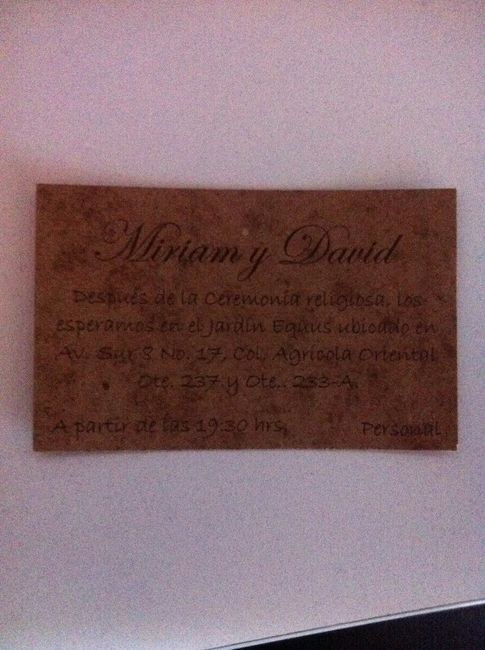 Miriam y David
Después de la Ceremonia religiosa, los
esperamos en el Jardín Equus ubicado en
Av. Sur 8 No. 17, Col. Agrícola Oriental
Ote. 237 y Ote.. 233-A.
A partir de las 19:30 hrs, Personal